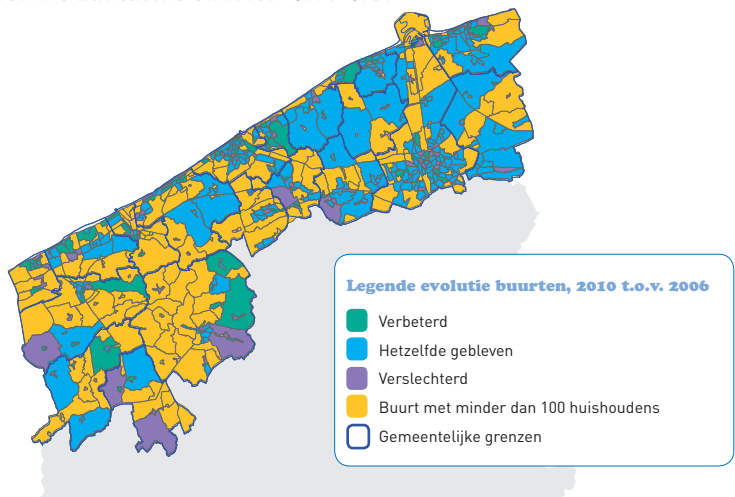 Legende evolutie buurten, 2010 t.o.v. 2006
Verbeterd
Hetzelfde gebleven
Verslechterd
Buurt met minder dan 100 huishoudens
Gemeentelijke grenzen